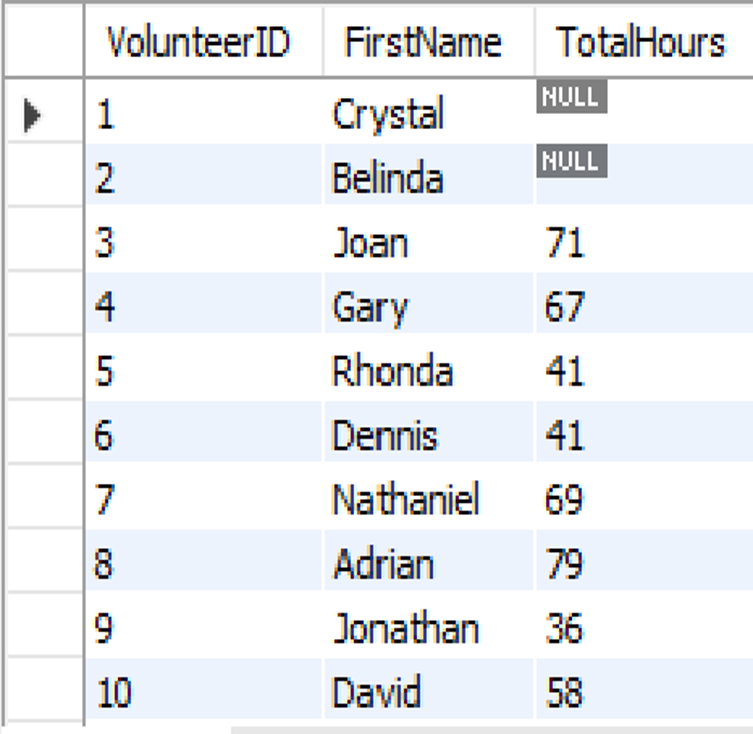 VolunteerID FirstName TotalHours
1 Crystal NULL
2 Belinda NULL
3 Joan 71
4 Gary 67
5 Rhonda 41
6 Dennis 41
7 Nathaniel 69
8 Adrian 79
9 Jonathan 36
10 David 58